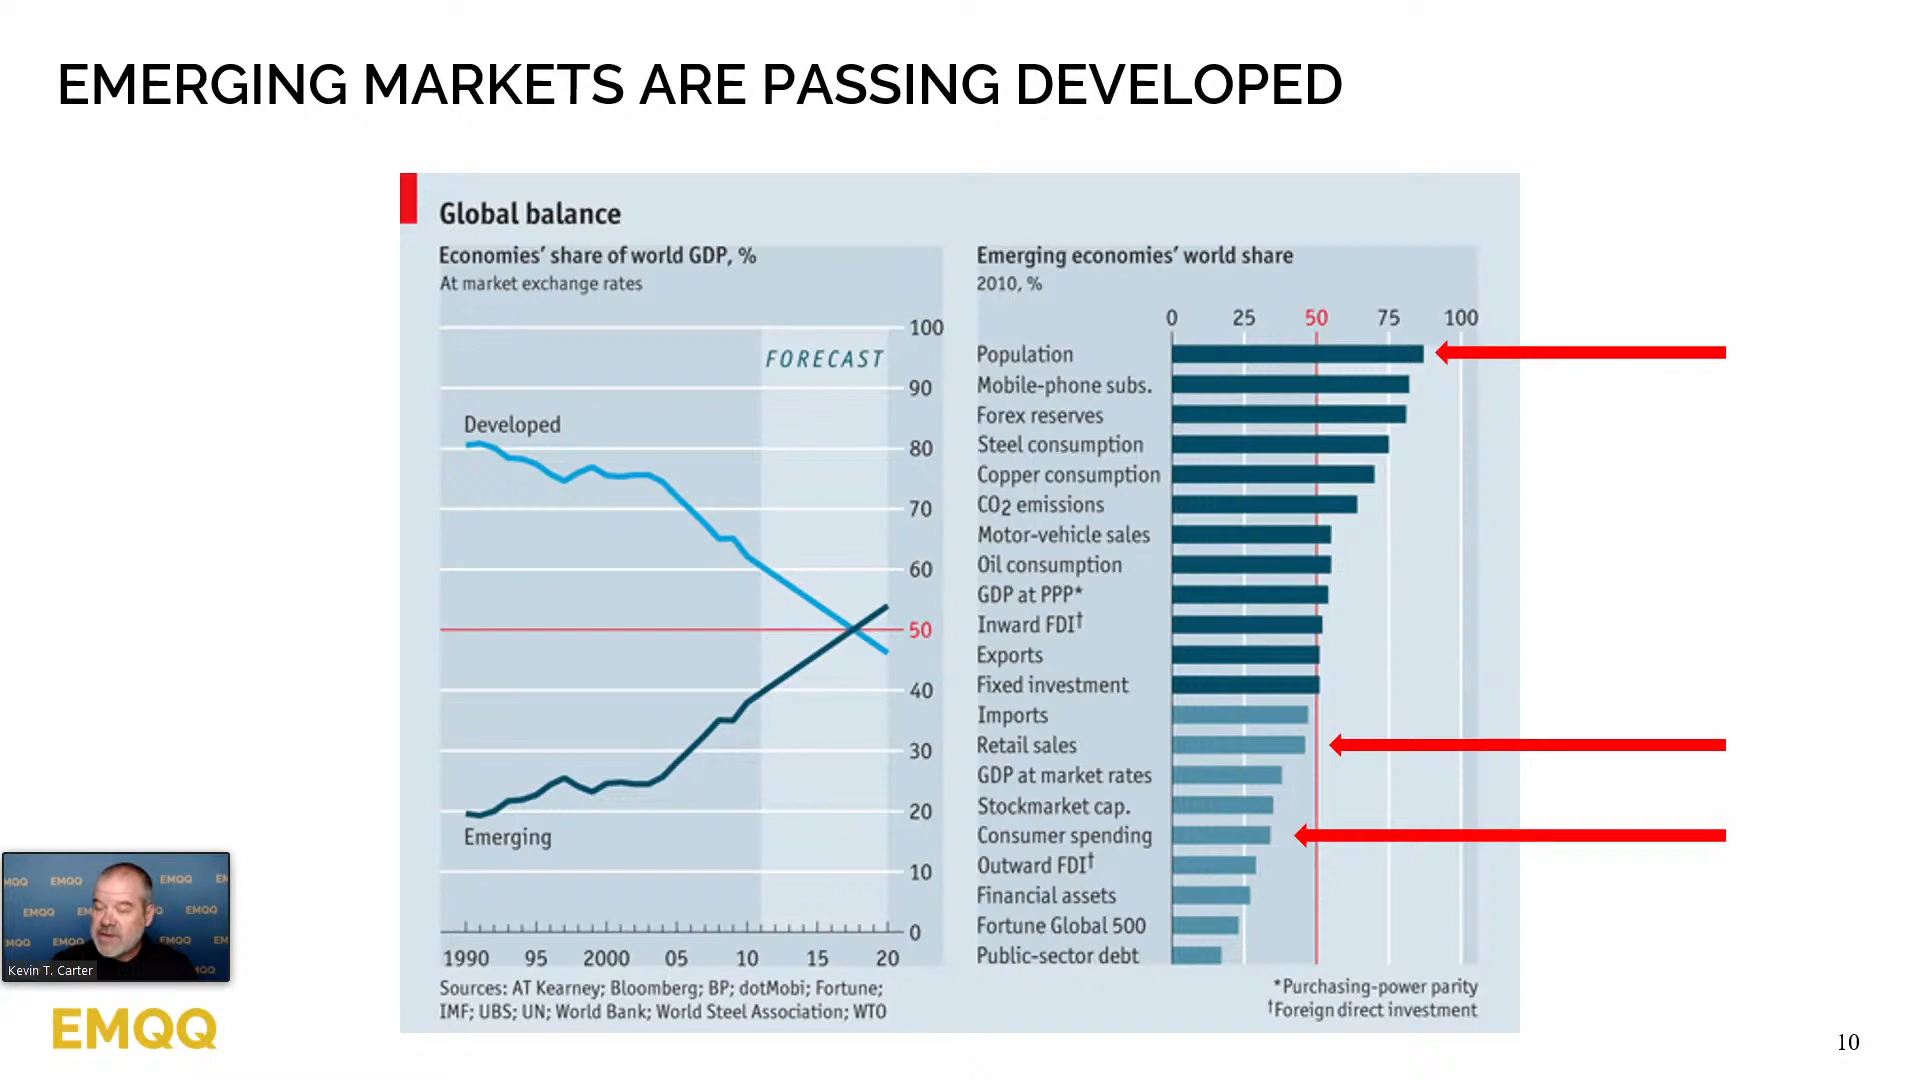 EMERGING MARKETS ARE PASSING DEVELOPED
Global balance
Economies' share of world GDP, %
At market exchange rates
100
FORECAST
90
Developed
80
70
60
50
40
30
20
Emerging
10
0
1990 95 2000 05 10 15 20
Sources: AT Kearney; Bloomberg; BP; dotMobi; Fortune;
IMF; UBS; UN; World Bank; World Steel Association; WTO
Emerging economies' world share
2010, %
0 25 50 75 100
Population
Mobile-phone subs.
Forex reserves
Steel consumption
Copper consumption
CO2 emissions
Motor-vehicle sales
Oil consumption
GDP at PPP*
Inward FDI†
Exports
Fixed investment
Imports
Retail sales
GDP at market rates
Stockmarket cap.
Consumer spending
Outward FDI†
Financial assets
Fortune Global 500
Public-sector debt
*Purchasing-power parity
†Foreign direct investment
EMQQ EMQQ
EMQQ EMQQ
EMQQ EMQQ
Kevin T. Carter
EMQQ
10